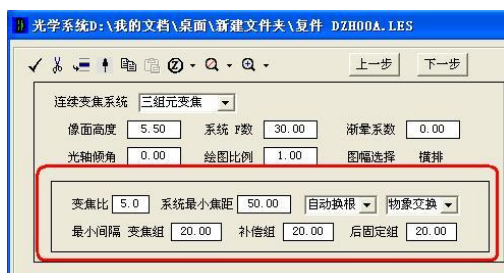 光学系统D:\我的文档\桌面\新建文件夹\复件 DZH00A.LES
上一步 下一步
连续变焦系统 三组元变焦
像面高度 5.50 系统 F数 30.00 渐晕系数 0.00
光轴倾角 0.00 绘图比例 1.00 图幅选择 横排
变焦比 5.0 系统最小焦距 50.00 自动换根 物象交换
最小间隔 变焦组 20.00 补偿组 20.00 后固定组 20.00